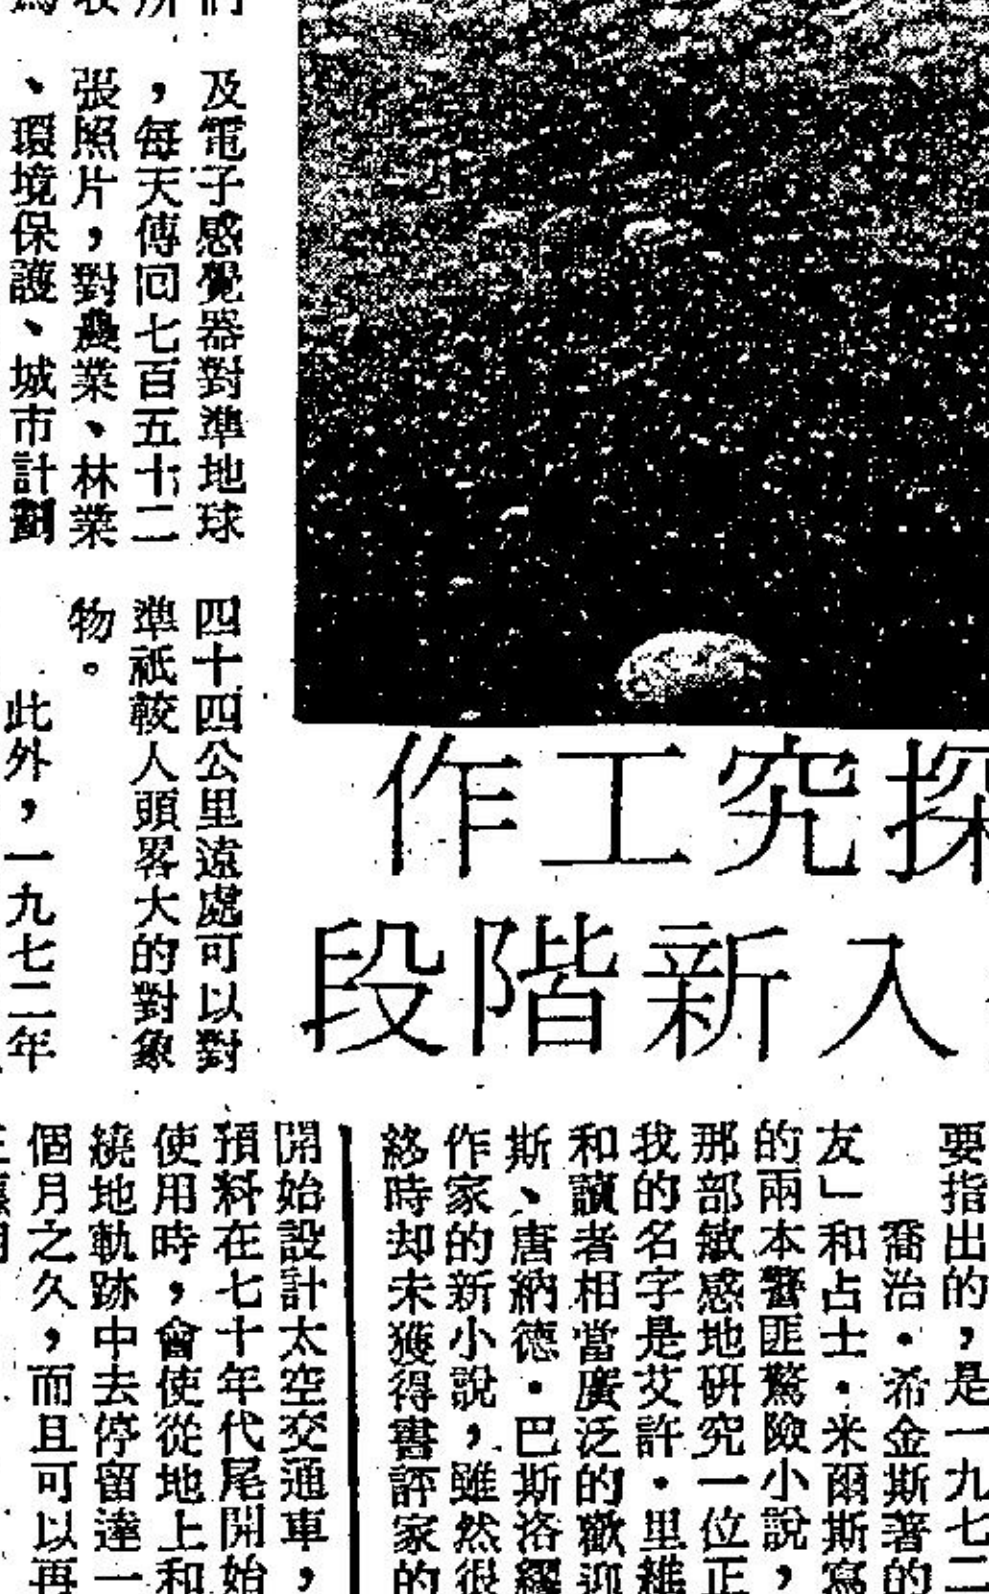 探究工作
入新階段
們
所
及電子感覺器對準地球
，每天傳回七百五十二
張照片，對農業、林業
、環境保護、城市計劃
四十四公里遠處可以對
準祇較人頭畧大的對象
物。
此外，一九七二年
要指出的，是一九七二
喬治・希金斯著的
友」和占士・米爾斯寫
的兩本警匪驚險小說，
那部敏感地研究一位正
我的名字是艾許・里維
和讀者相當廣泛的歡迎
斯、唐納德・巴斯洛繆
作家的新小說，雖然很
終時却未獲得書評家的
開始設計太空交通車，
預料在七十年代尾開始
使用時，會使從地上和
繞地軌跡中去停留達一
個月之久，而且可以再